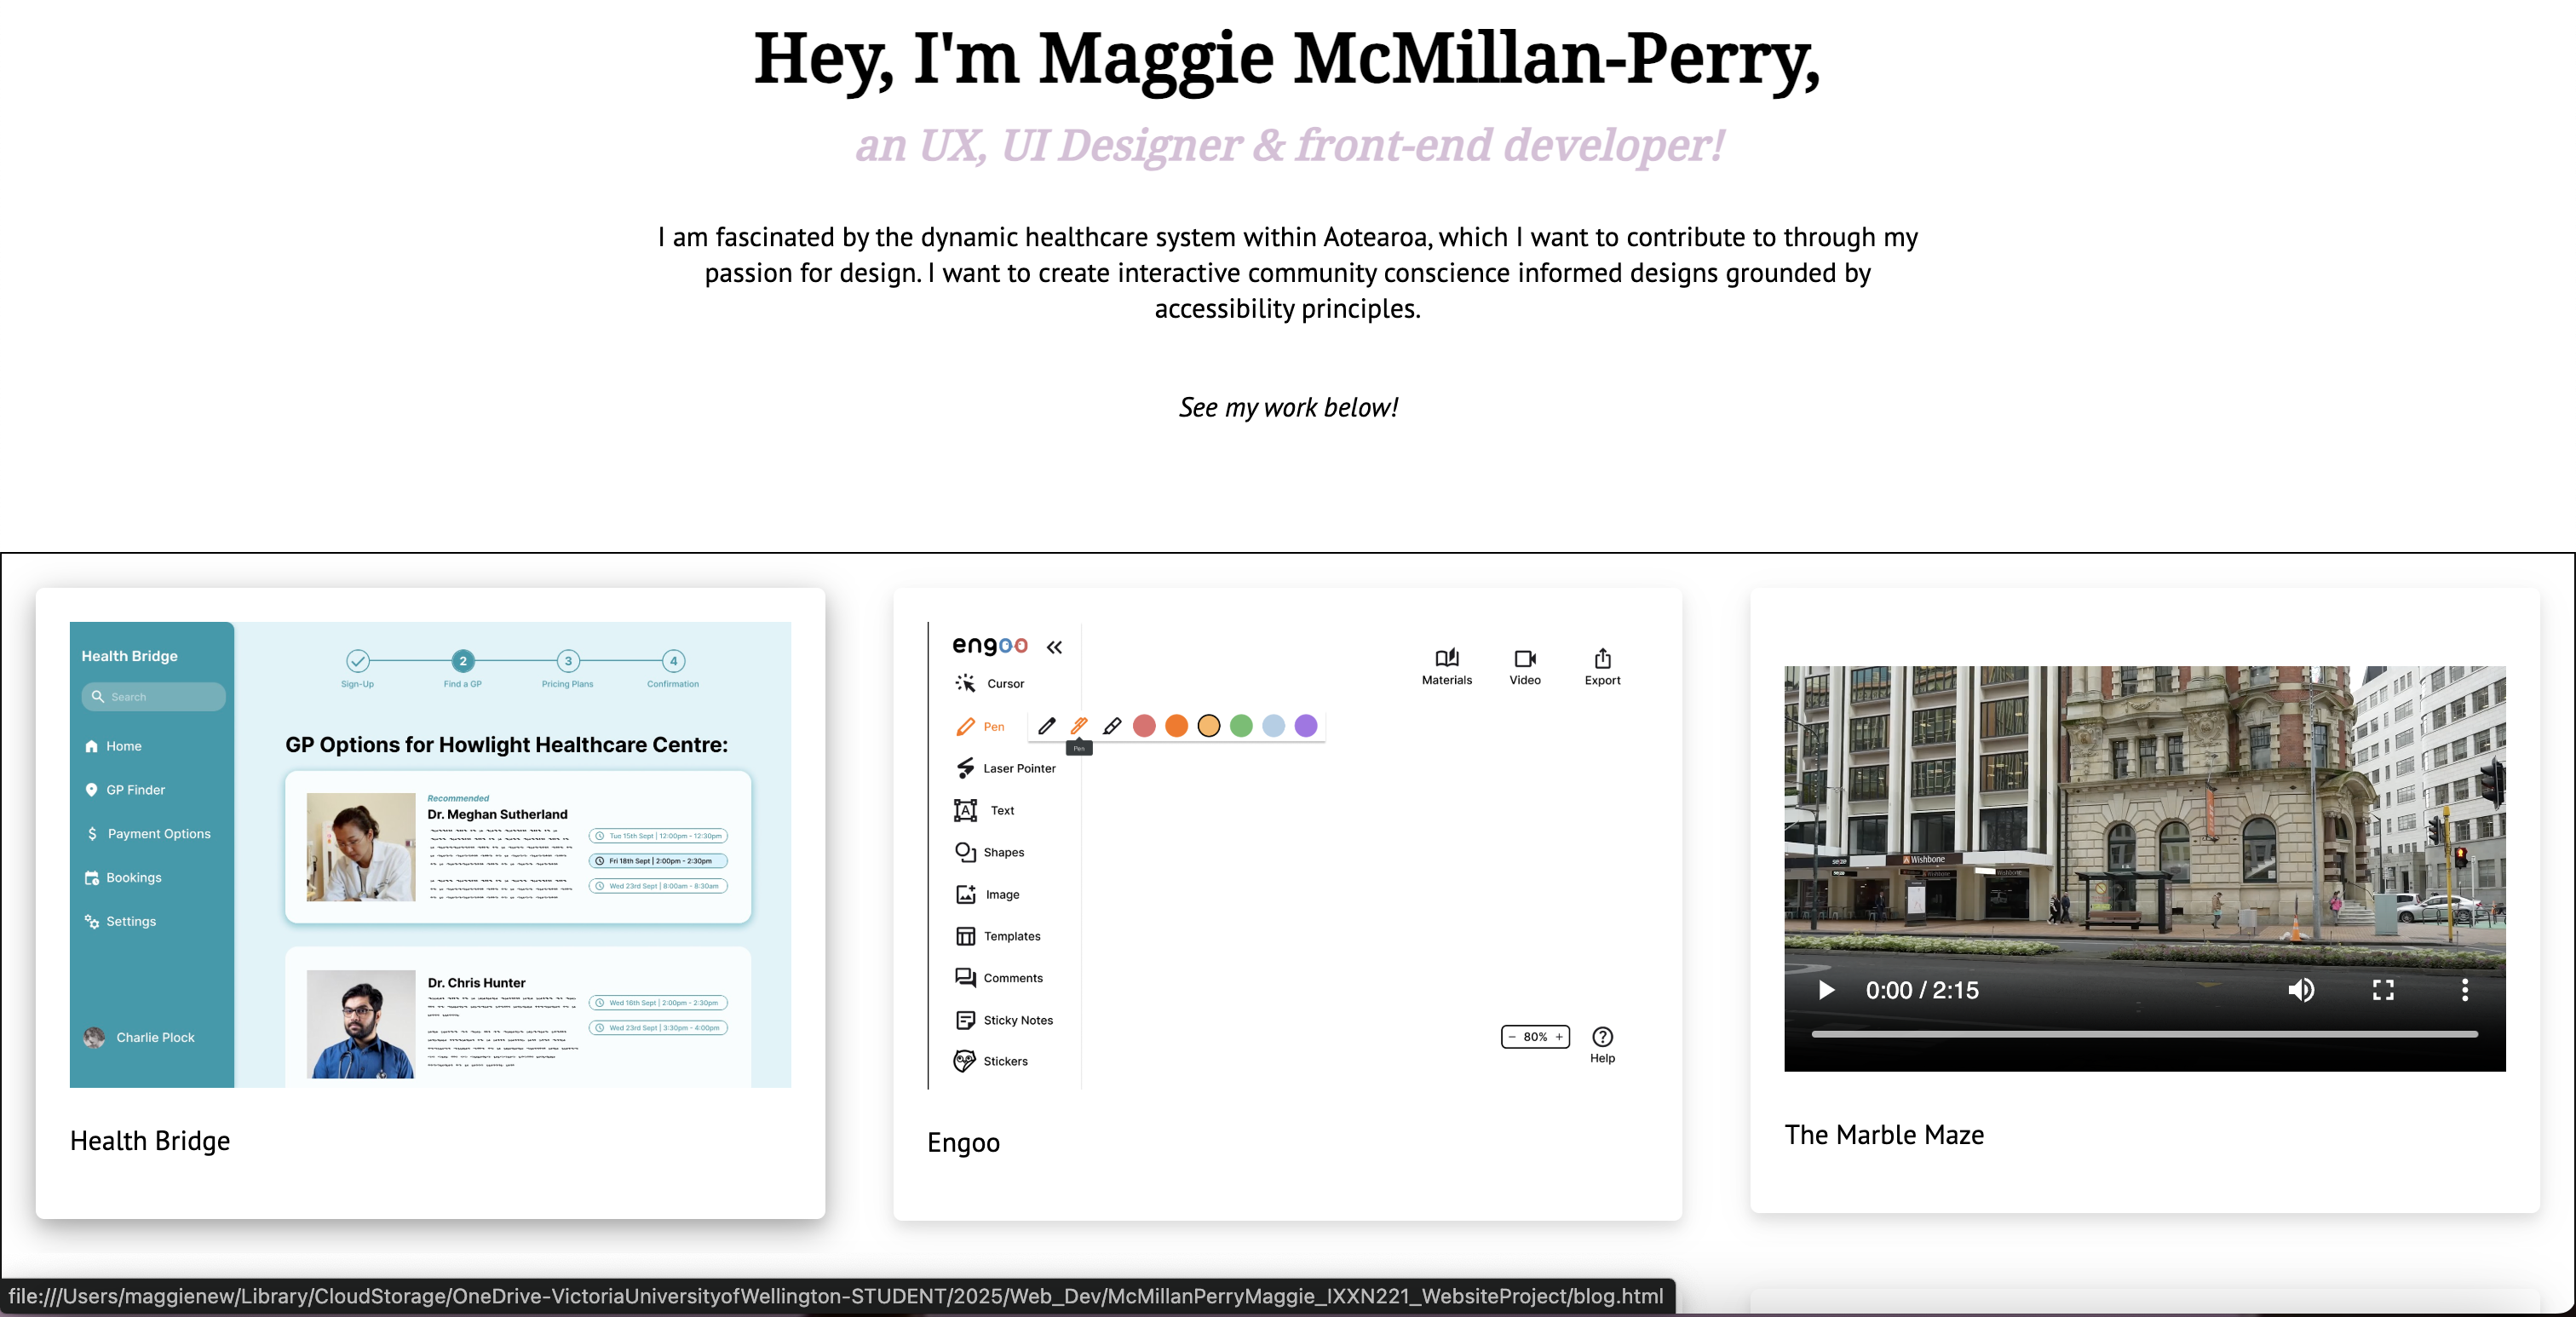 Hey, I'm Maggie McMillan-Perry,
an UX, UI Designer & front-end developer!
I am fascinated by the dynamic healthcare system within Aotearoa, which I want to contribute to through my
passion for design. I want to create interactive community conscience informed designs grounded by
accessibility principles.
See my work below!
Health Bridge
Search
Home
GP Finder
Payment Options
Bookings
Settings
Charlie Plock
2
3
4
Sign-Up
Find a GP
Pricing Plans
Confirmation
GP Options for Howlight Healthcare Centre:
Recommended
Dr. Meghan Sutherland
Tue 15th Sept | 12:00pm - 12:30pm
Fri 18th Sept | 2:00pm - 2:30pm
Wed 23rd Sept | 8:00am - 8:30am
Dr. Chris Hunter
Wed 16th Sept | 2:00pm - 2:30pm
Wed 23rd Sept | 3:30pm - 4:00pm
Health Bridge
engoo
Cursor
Pen
Pen
Laser Pointer
Text
Shapes
Image
Templates
Comments
Sticky Notes
Stickers
Materials
Video
Export
− 80% +
Help
Engoo
Wishbone
0:00 / 2:15
The Marble Maze
file:///Users/maggienew/Library/CloudStorage/OneDrive-VictoriaUniversityofWellington-STUDENT/2025/Web_Dev/McMillanPerryMaggie_IXXN221_WebsiteProject/blog.html